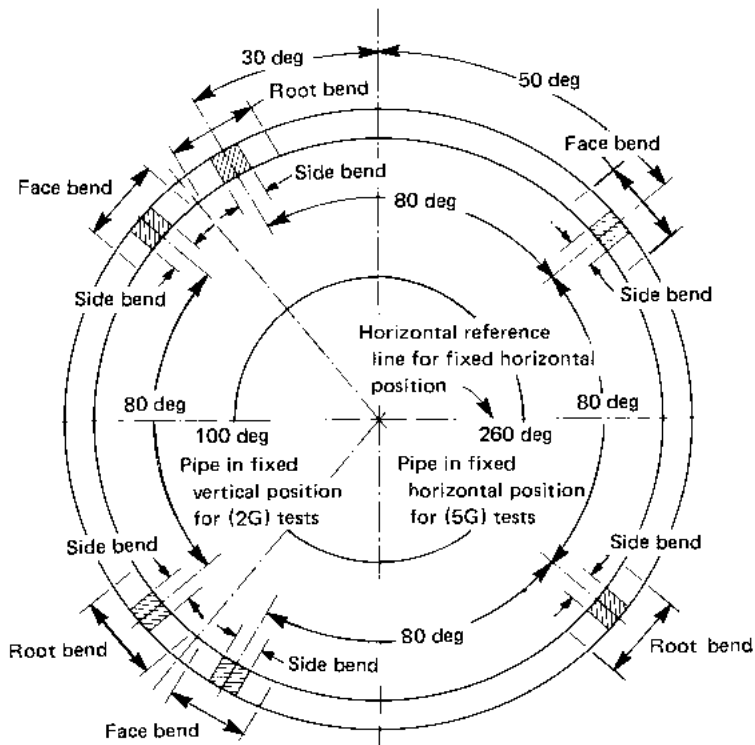 30 deg
50 deg
Root bend
Face bend
Face bend
Side bend
80 deg
Side bend
Side bend
Horizontal reference
line for fixed horizontal
position
80 deg
100 deg
260 deg
80 deg
Pipe in fixed
vertical position
for (2G) tests
Pipe in fixed
horizontal position
for (5G) tests
Side bend
Side bend
80 deg
Root bend
Side bend
Root bend
Face bend